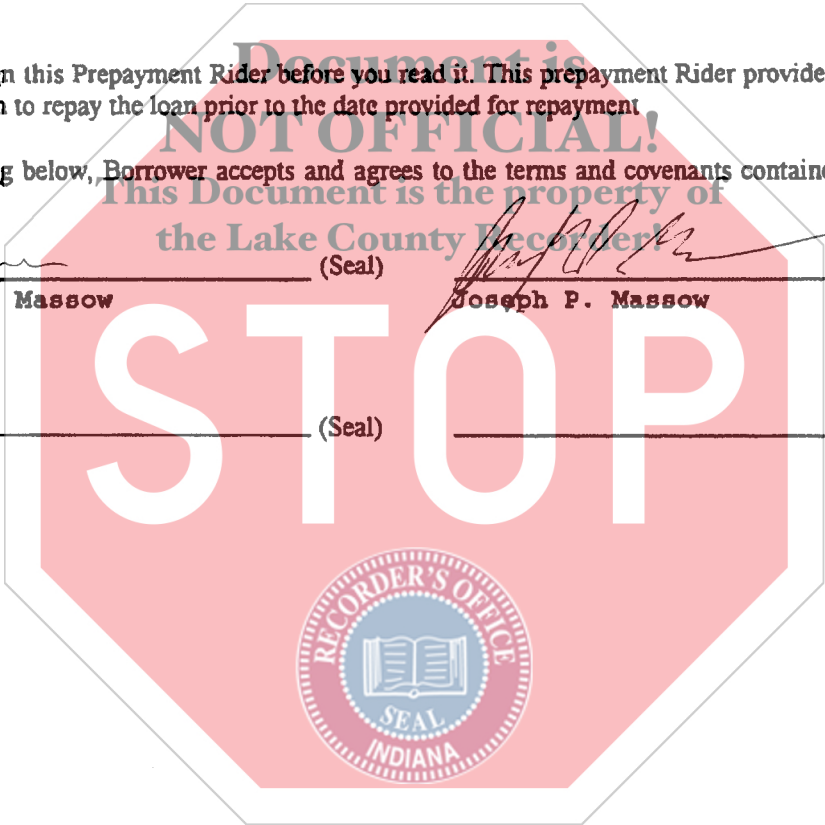 Document is
n this Prepayment Rider before you read it. This prepayment Rider provide
n to repay the loan prior to the date provided for repayment
NOT OFFICIAL!
g below, Borrower accepts and agrees to the terms and covenants contain
This Document is the property of
the Lake County Recorder!
(Seal)
Massow
Joseph P. Massow
STOP
(Seal)
RECORDER'S OFFICE
SEAL
INDIANA